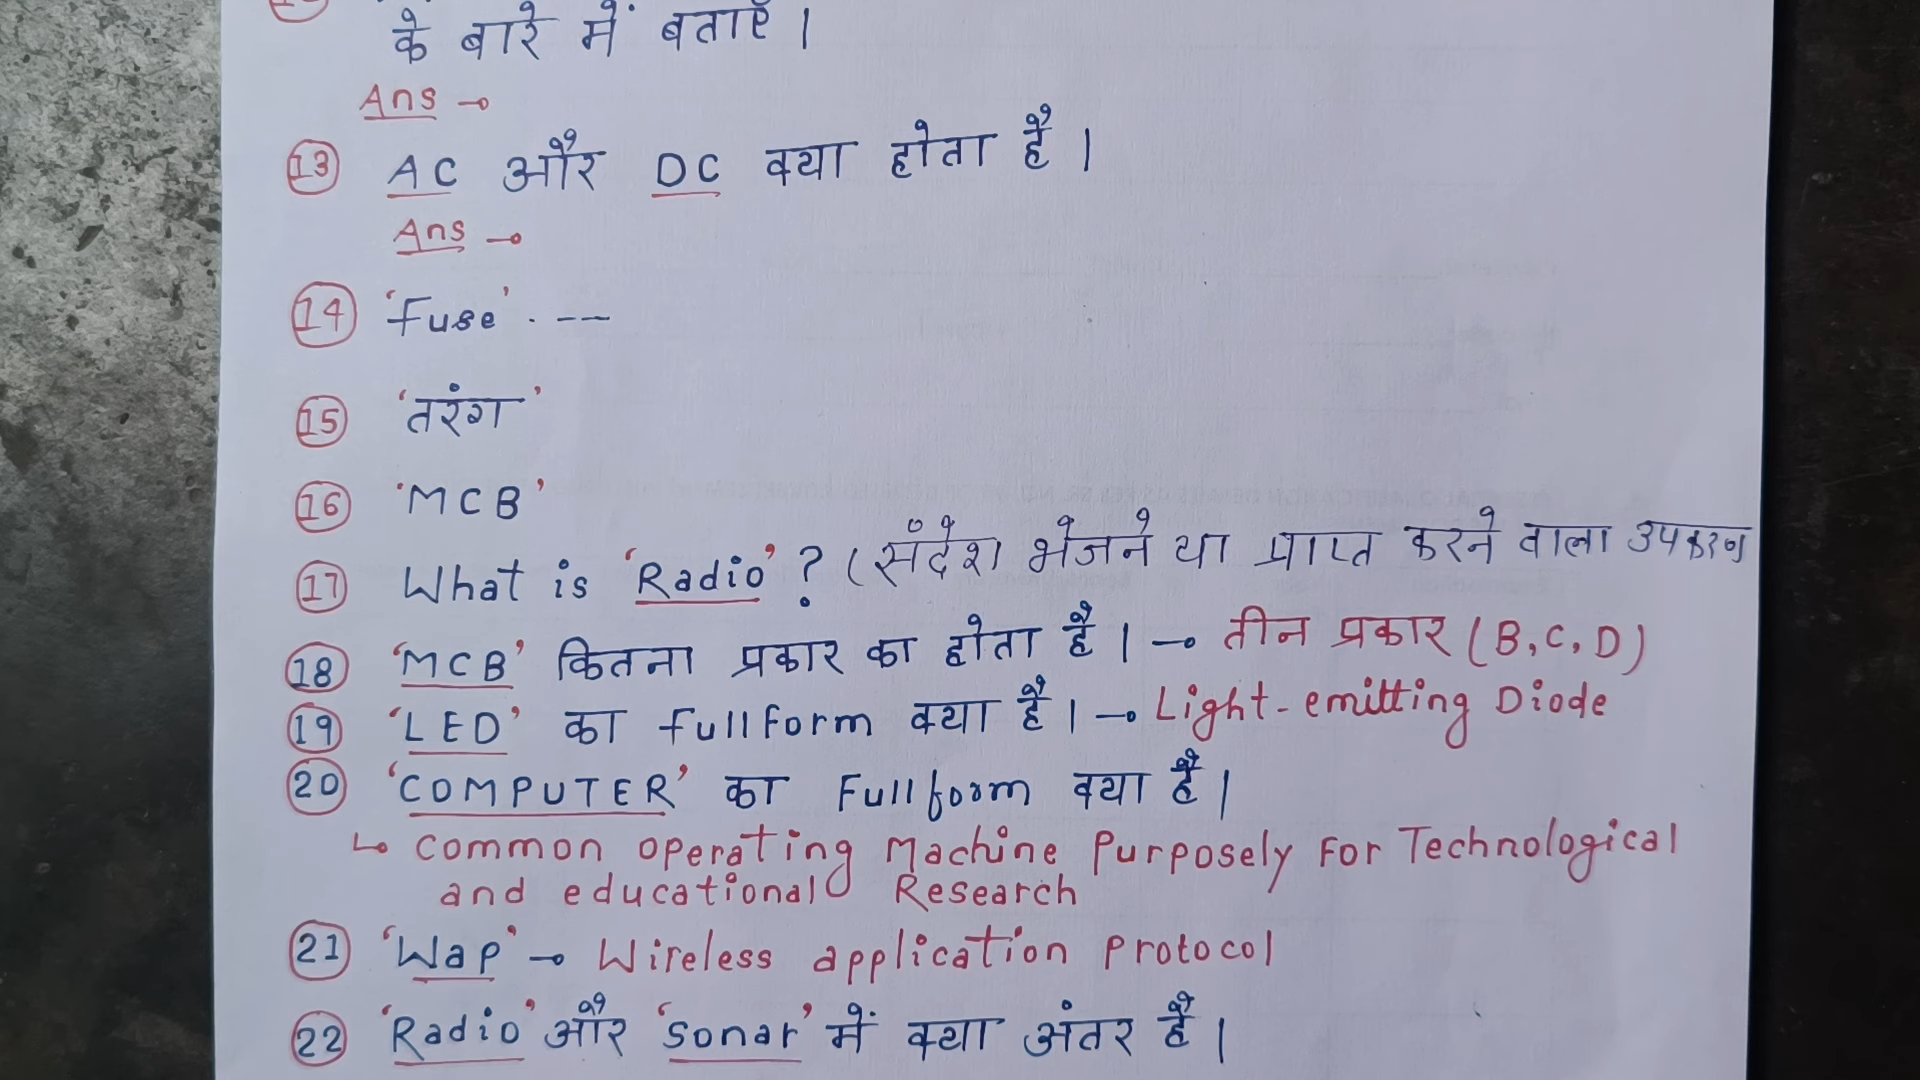 के बारे में बताएँ।
Ans →
13 AC और DC क्या होता है।
Ans →
14 'Fuse' . --
15 'तरंग'
16 'MCB'
17 What is 'Radio' ? (संदेश भेजने या प्राप्त करने वाला उपकरण
18 'MCB' कितना प्रकार का होता है। → तीन प्रकार (B, C, D)
19 'LED' का fullform क्या है। → Light-emitting Diode
20 'COMPUTER' का Fullform क्या है।
↳ common operating Machine Purposely For Technological
and educational Research
21 'Wap' → Wireless application Protocol
22 'Radio' और 'Sonar' में क्या अंतर है।